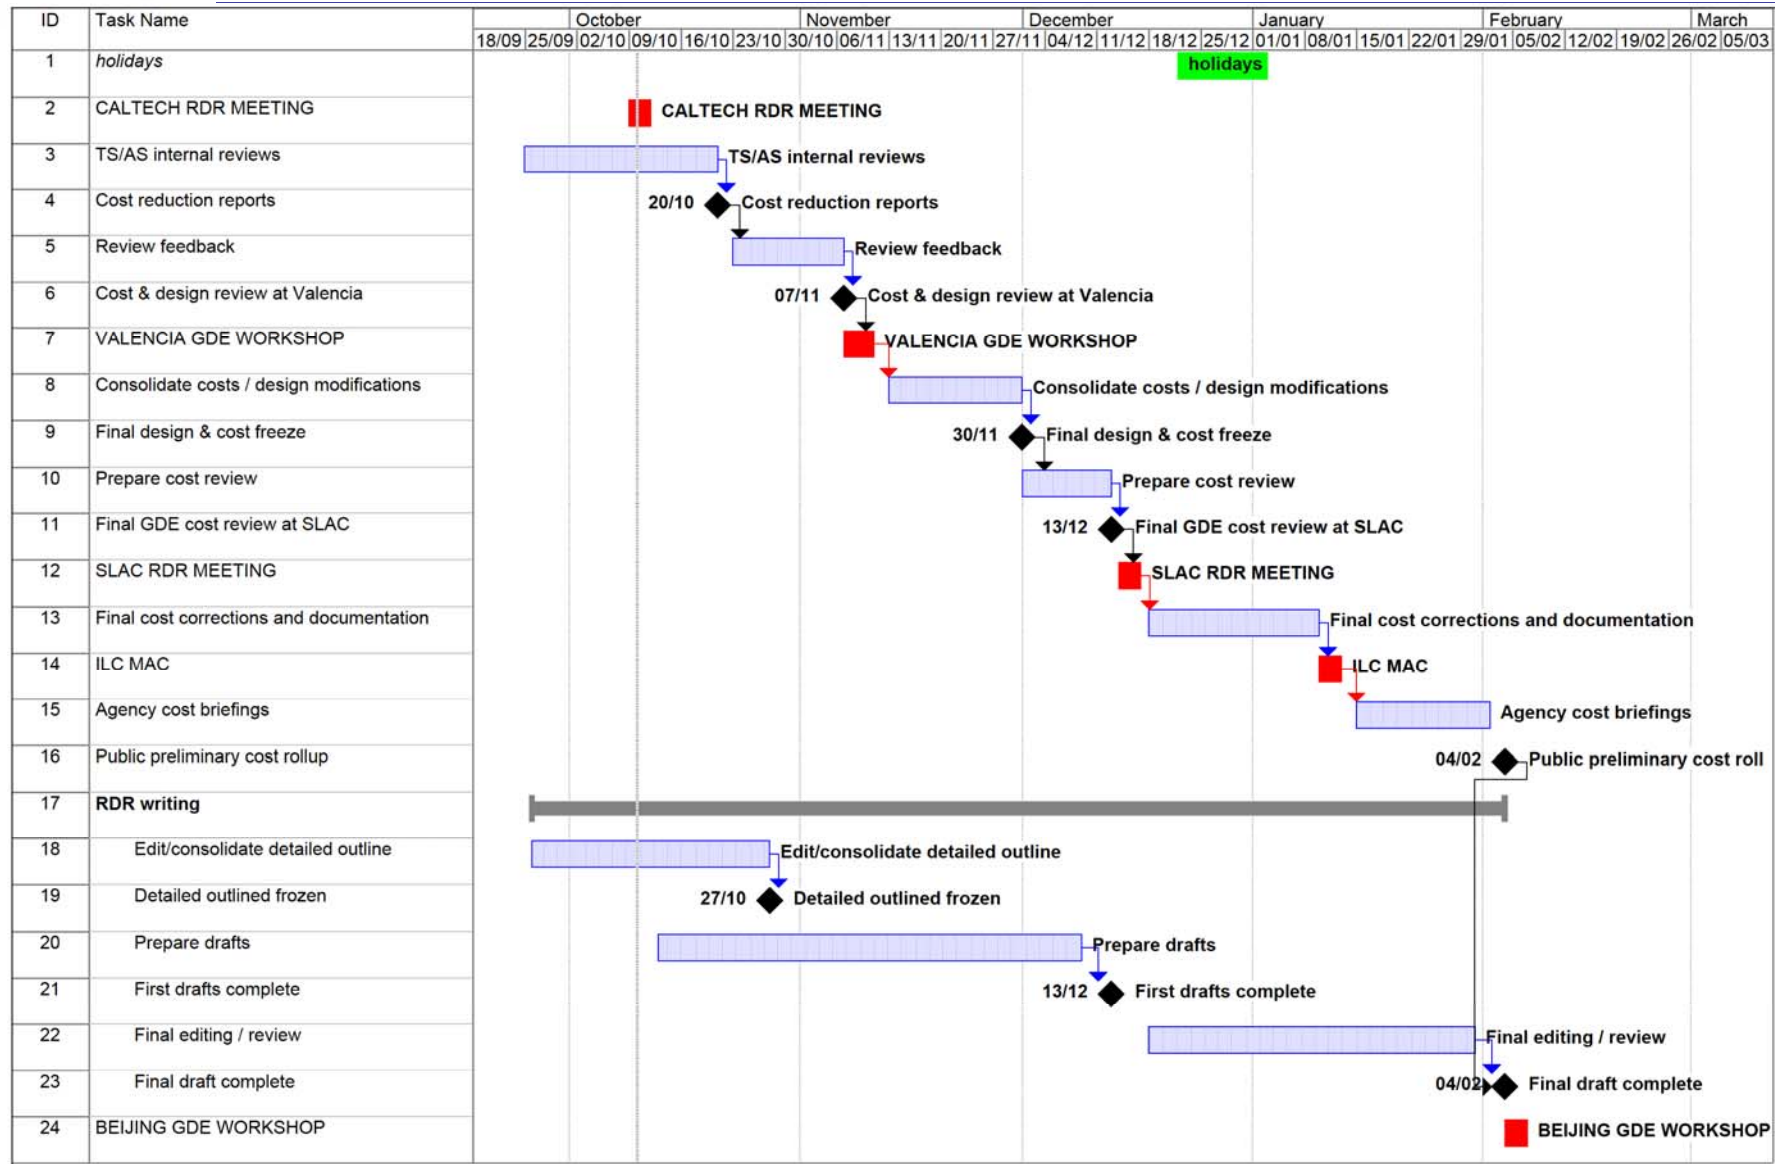 ID Task Name October November December January February March
18/09 25/09 02/10 09/10 16/10 23/10 30/10 06/11 13/11 20/11 27/11 04/12 11/12 18/12 25/12 01/01 08/01 15/01 22/01 29/01 05/02 12/02 19/02 26/02 05/03
1 holidays holidays
2 CALTECH RDR MEETING CALTECH RDR MEETING
3 TS/AS internal reviews TS/AS internal reviews
4 Cost reduction reports 20/10 Cost reduction reports
5 Review feedback Review feedback
6 Cost & design review at Valencia 07/11 Cost & design review at Valencia
7 VALENCIA GDE WORKSHOP VALENCIA GDE WORKSHOP
8 Consolidate costs / design modifications Consolidate costs / design modifications
9 Final design & cost freeze 30/11 Final design & cost freeze
10 Prepare cost review Prepare cost review
11 Final GDE cost review at SLAC 13/12 Final GDE cost review at SLAC
12 SLAC RDR MEETING SLAC RDR MEETING
13 Final cost corrections and documentation Final cost corrections and documentation
14 ILC MAC ILC MAC
15 Agency cost briefings Agency cost briefings
16 Public preliminary cost rollup 04/02 Public preliminary cost roll
17 RDR writing
18 Edit/consolidate detailed outline Edit/consolidate detailed outline
19 Detailed outlined frozen 27/10 Detailed outlined frozen
20 Prepare drafts Prepare drafts
21 First drafts complete 13/12 First drafts complete
22 Final editing / review Final editing / review
23 Final draft complete 04/02 Final draft complete
24 BEIJING GDE WORKSHOP BEIJING GDE WORKSHOP